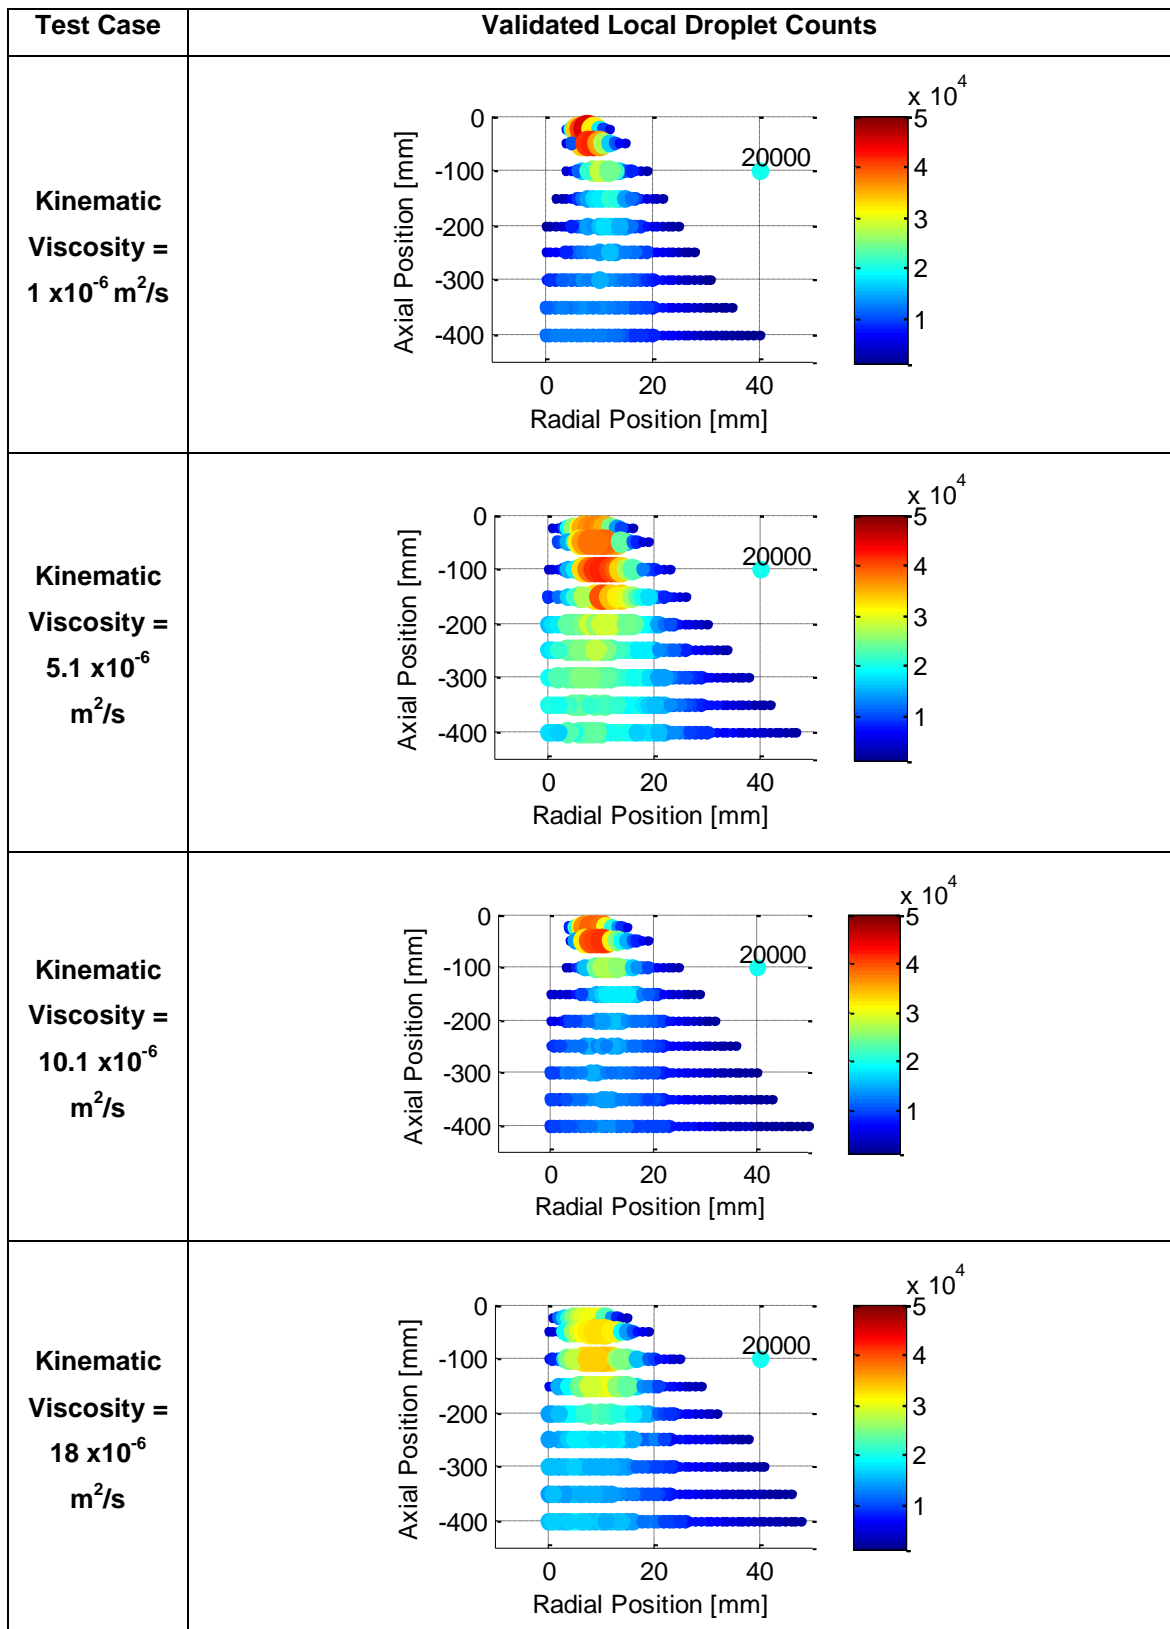 Test Case
Validated Local Droplet Counts
Kinematic
Viscosity =
1 x10⁻⁶ m²/s
x 10⁴
0
-100
-200
-300
-400
Axial Position [mm]
20000
0
20
40
Radial Position [mm]
5
4
3
2
1
Kinematic
Viscosity =
5.1 x10⁻⁶
m²/s
x 10⁴
0
-100
-200
-300
-400
Axial Position [mm]
20000
0
20
40
Radial Position [mm]
5
4
3
2
1
Kinematic
Viscosity =
10.1 x10⁻⁶
m²/s
x 10⁴
0
-100
-200
-300
-400
Axial Position [mm]
20000
0
20
40
Radial Position [mm]
5
4
3
2
1
Kinematic
Viscosity =
18 x10⁻⁶
m²/s
x 10⁴
0
-100
-200
-300
-400
Axial Position [mm]
20000
0
20
40
Radial Position [mm]
5
4
3
2
1